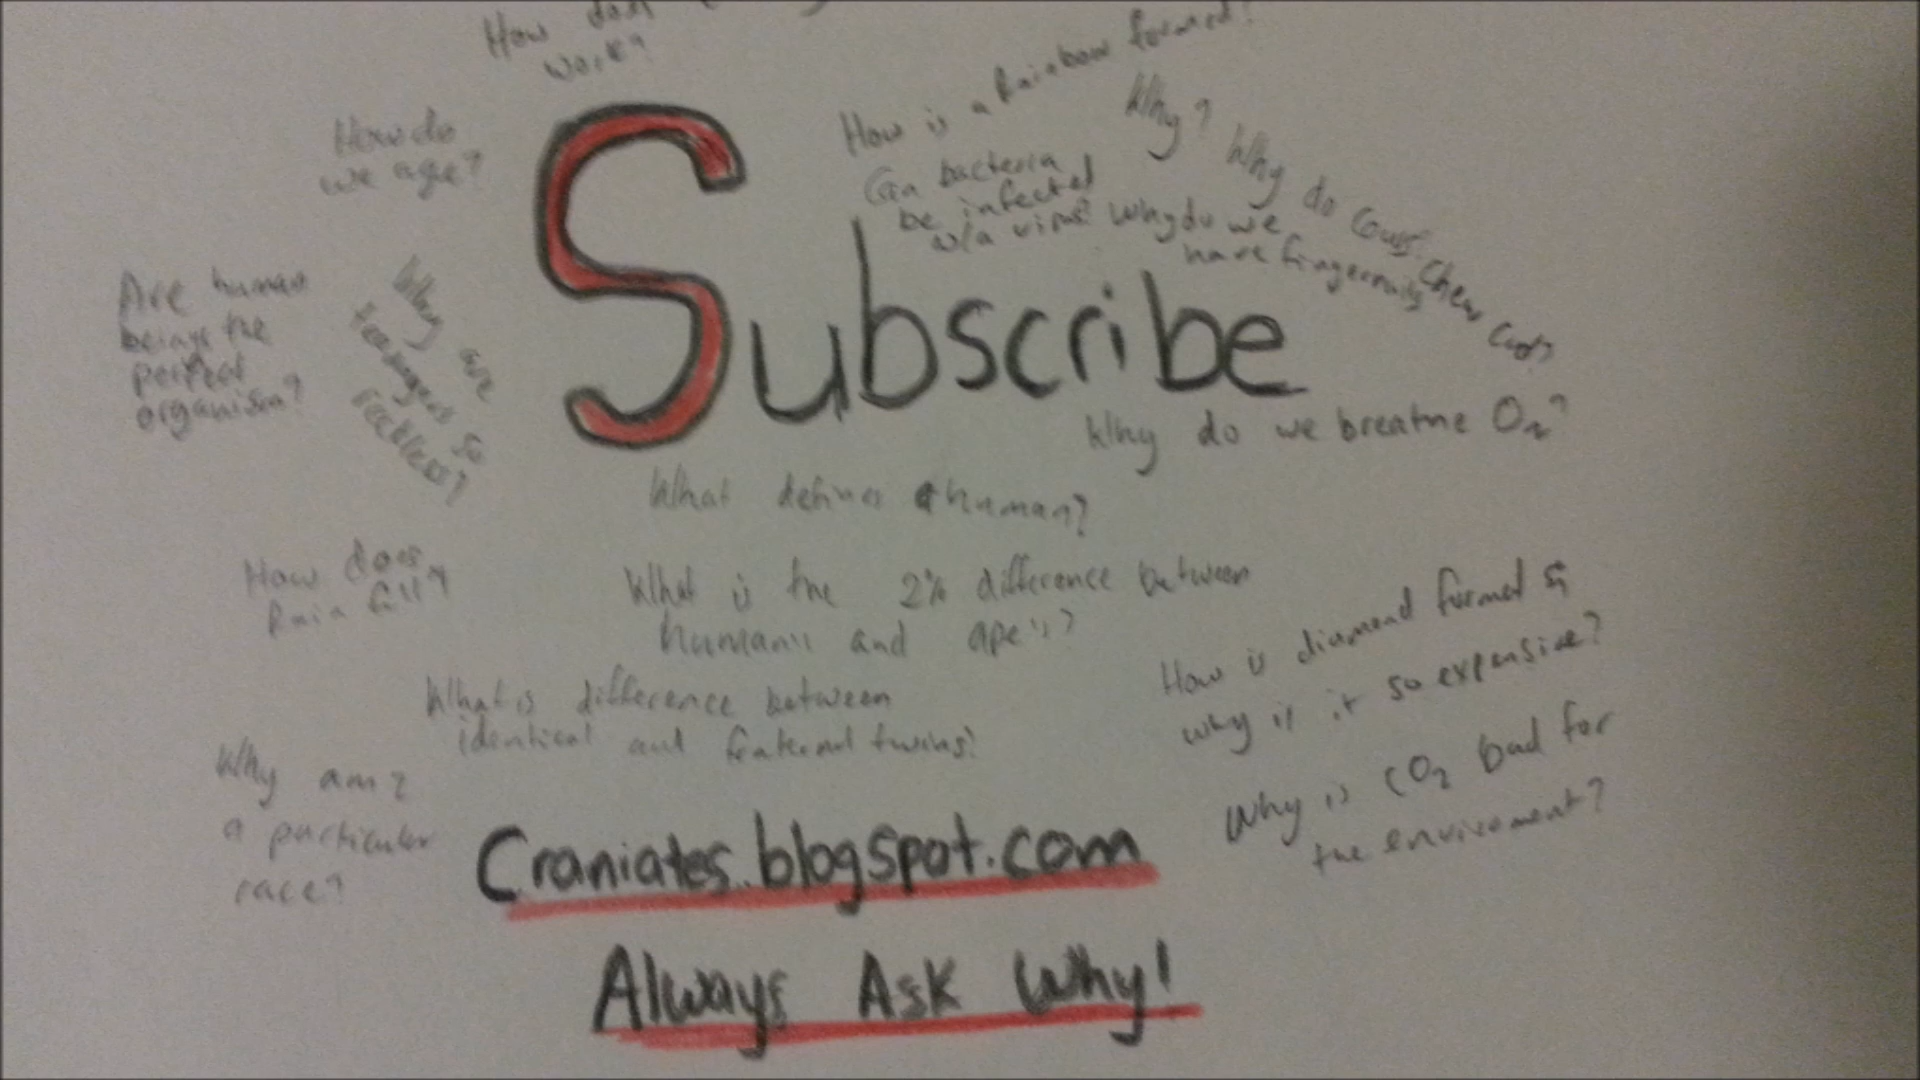 How does
work?
How is a Rainbow formed?
Why?
How do
we age?
Can bacteria
be infected
w/a virus?
Why do we
have fingernails
Why do cows chew cud?
Subscribe
Are human
beings the
perfect
organism?
Why are
teenagers so
reckless?
Why do we breathe O2?
What defines a human?
How does
Rain fall?
What is the 2% difference between
humans and apes?
How is diamond formed &
why is it so expensive?
What is difference between
identical and fraternal twins?
Why am I
a particular
race?
Why is CO2 bad for
the enviroment?
Craniates.blogspot.com
Always Ask Why!